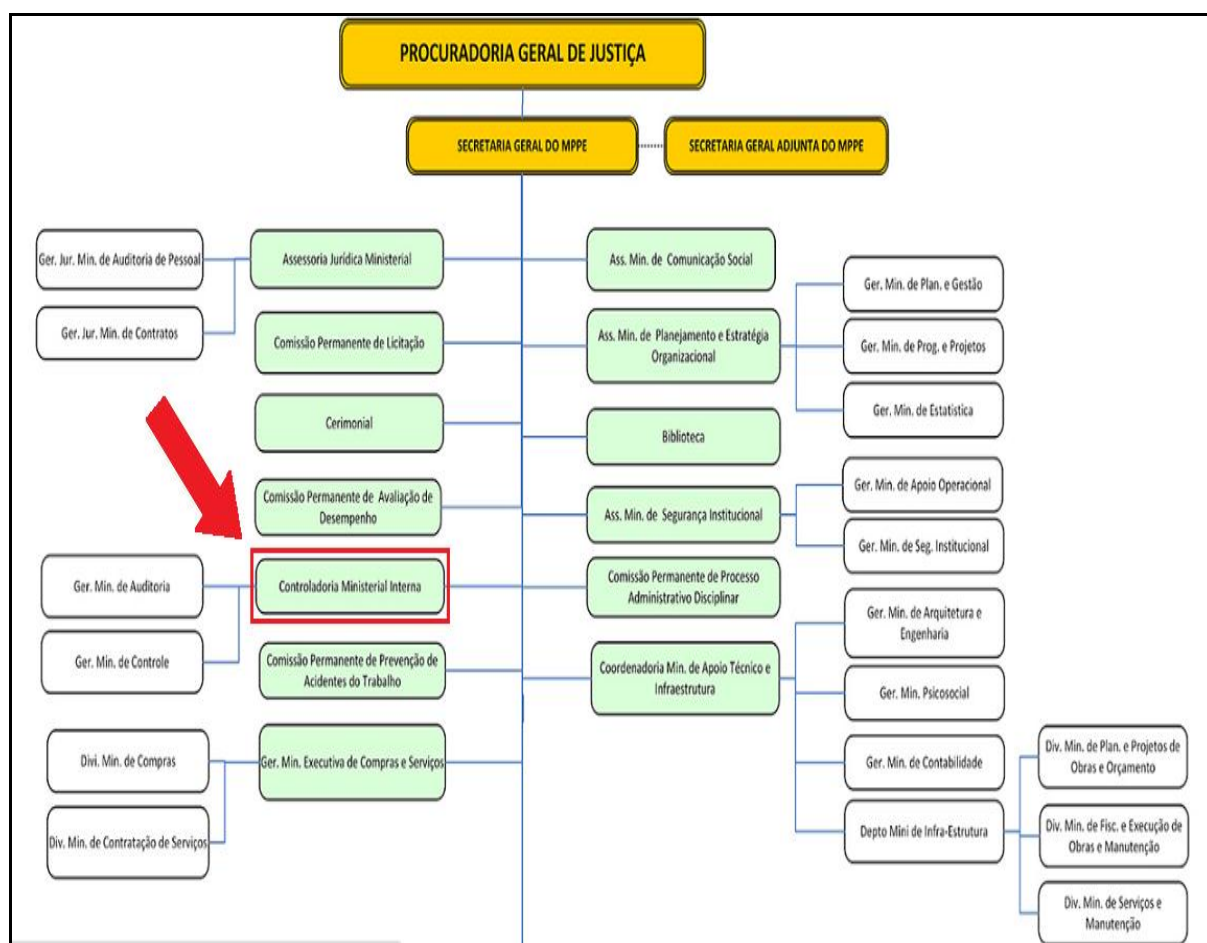 PROCURADORIA GERAL DE JUSTIÇA
SECRETARIA GERAL DO MPPE
SECRETARIA GERAL ADJUNTA DO MPPE
Ger. Jur. Min. de Auditoria de Pessoal
Assessoria Jurídica Ministerial
Ger. Jur. Min. de Contratos
Comissão Permanente de Licitação
Cerimonial
Comissão Permanente de Avaliação de
Desempenho
Ger. Min. de Auditoria
Controladoria Ministerial Interna
Ger. Min. de Controle
Comissão Permanente de Prevenção de
Acidentes do Trabalho
Divi. Min. de Compras
Ger. Min. Executiva de Compras e Serviços
Div. Min. de Contratação de Serviços
Ass. Min. de Comunicação Social
Ass. Min. de Planejamento e Estratégia
Organizacional
Ger. Min. de Plan. e Gestão
Ger. Min. de Prog. e Projetos
Ger. Min. de Estatística
Biblioteca
Ass. Min. de Segurança Institucional
Ger. Min. de Apoio Operacional
Ger. Min. de Seg. Institucional
Comissão Permanente de Processo
Administrativo Disciplinar
Coordenadoria Min. de Apoio Técnico e
Infraestrutura
Ger. Min. de Arquitetura e
Engenharia
Ger. Min. Psicosocial
Ger. Min. de Contabilidade
Depto Mini de Infra-Estrutura
Div. Min. de Plan. e Projetos de
Obras e Orçamento
Div. Min. de Fisc. e Execução de
Obras e Manutenção
Div. Min. de Serviços e
Manutenção